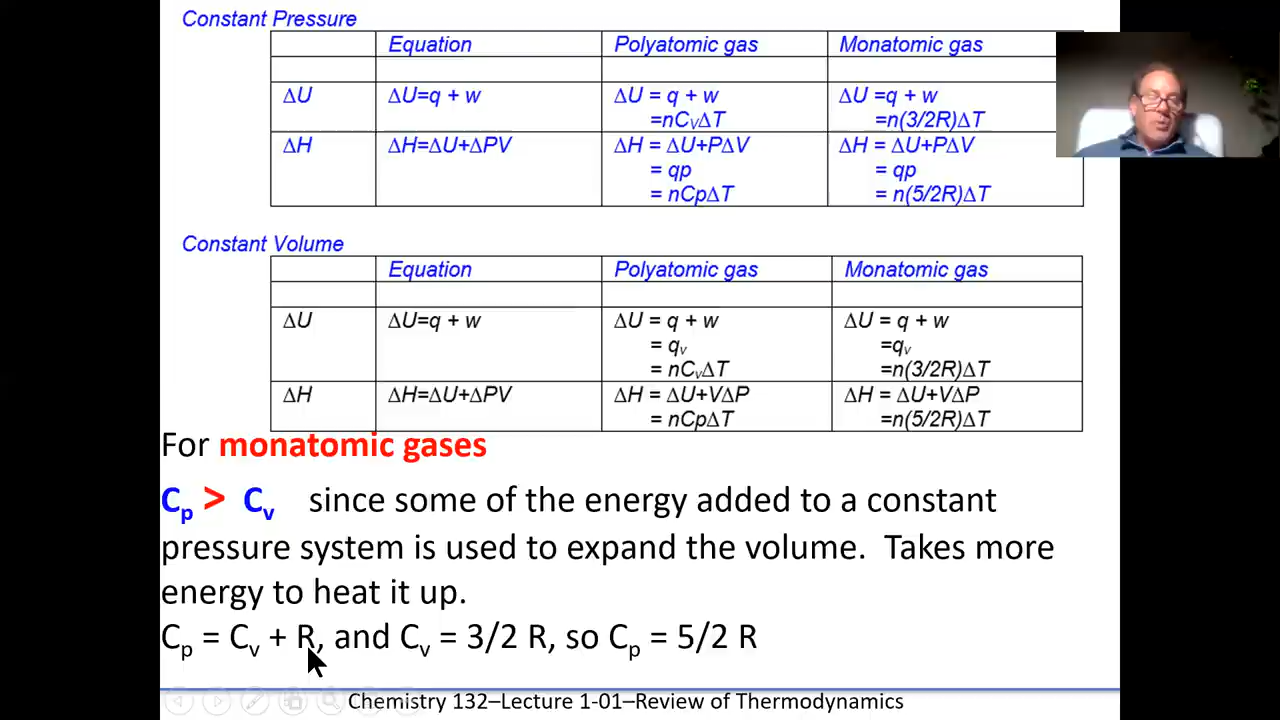 Constant Pressure
Equation Polyatomic gas Monatomic gas
ΔU ΔU=q + w ΔU = q + w ΔU =q + w
=nCᵥΔT =n(3/2R)ΔT
ΔH ΔH=ΔU+ΔPV ΔH = ΔU+PΔV ΔH = ΔU+PΔV
= qp = qp
= nCpΔT = n(5/2R)ΔT
Constant Volume
Equation Polyatomic gas Monatomic gas
ΔU ΔU=q + w ΔU = q + w ΔU = q + w
= qᵥ =qᵥ
= nCᵥΔT =n(3/2R)ΔT
ΔH ΔH=ΔU+ΔPV ΔH = ΔU+VΔP ΔH = ΔU+VΔP
= nCpΔT =n(5/2R)ΔT
For monatomic gases
Cₚ > Cᵥ since some of the energy added to a constant
pressure system is used to expand the volume. Takes more
energy to heat it up.
Cₚ = Cᵥ + R, and Cᵥ = 3/2 R, so Cₚ = 5/2 R
Chemistry 132–Lecture 1-01–Review of Thermodynamics